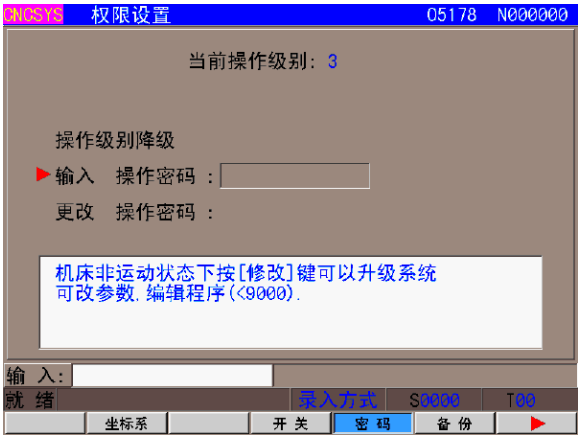 CNCSYS 权限设置 O5178 N000000
当前操作级别: 3
操作级别降级
输入 操作密码 :
更改 操作密码 :
机床非运动状态下按[修改]键可以升级系统
可改参数,编辑程序(<9000).
输 入:
就 绪 录入方式 S0000 T00
坐标系 开 关 密 码 备 份